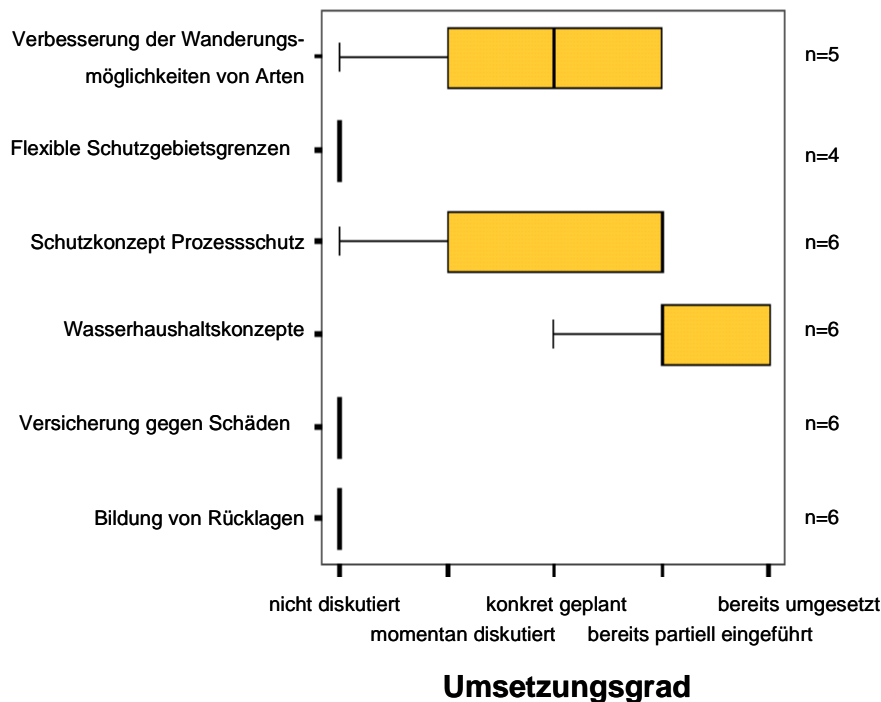 Verbesserung der Wanderungs-
möglichkeiten von Arten
n=5
Flexible Schutzgebietsgrenzen
n=4
Schutzkonzept Prozessschutz
n=6
Wasserhaushaltskonzepte
n=6
Versicherung gegen Schäden
n=6
Bildung von Rücklagen
n=6
nicht diskutiert
konkret geplant
bereits umgesetzt
momentan diskutiert
bereits partiell eingeführt
Umsetzungsgrad